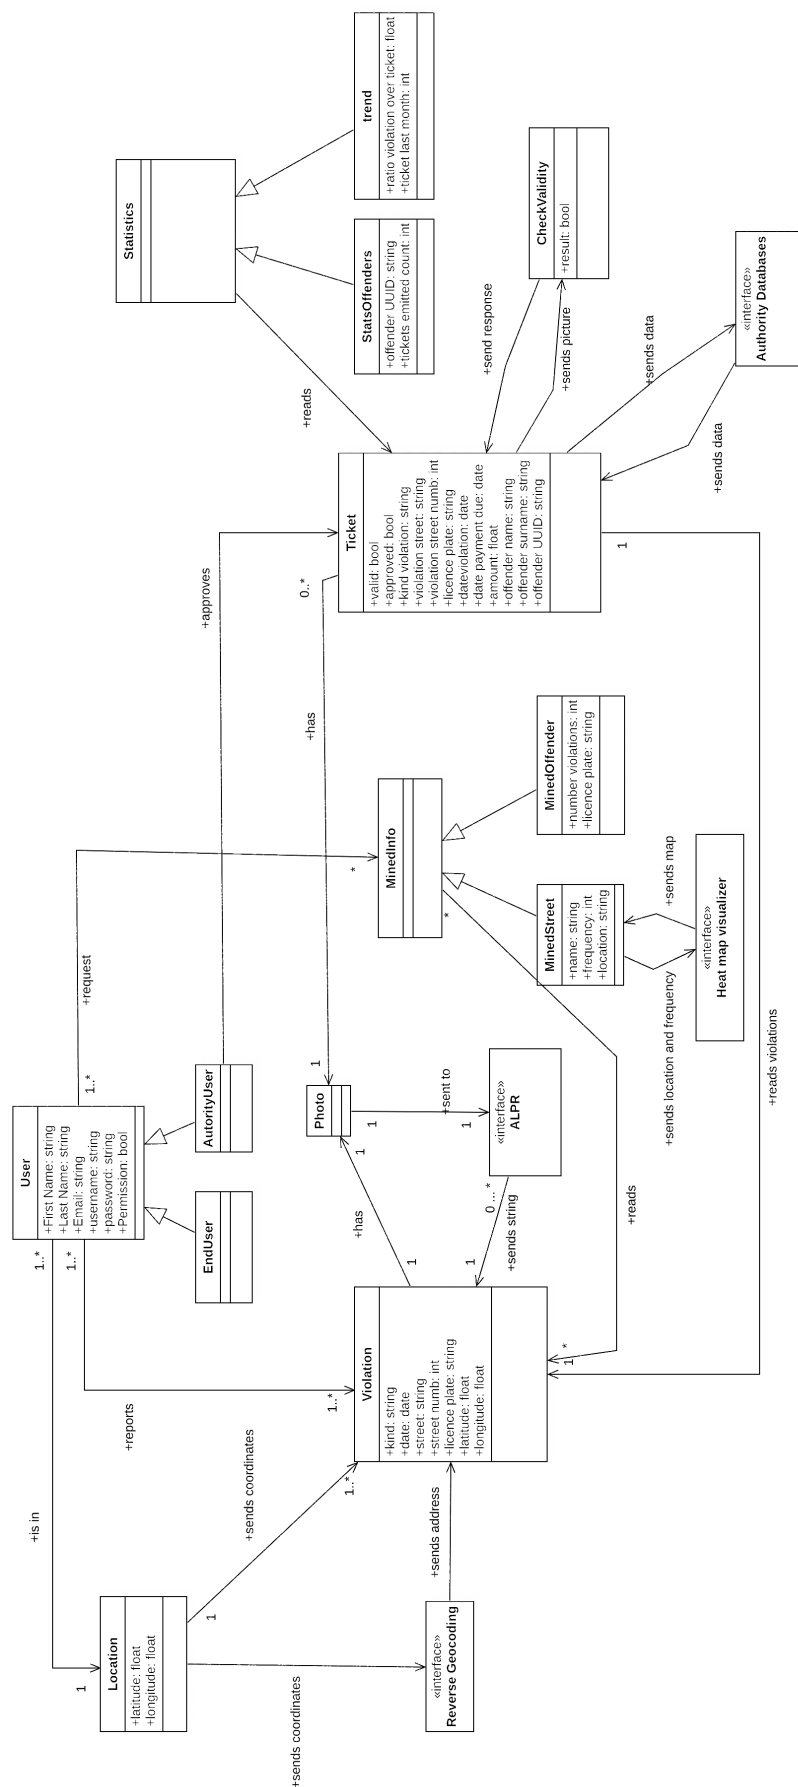 +is in
1
1..*
Location
+latitude: float
+longitude: float
User
+First Name: string
+Last Name: string
+Email: string
+username: string
+password: string
+Permission: bool
1..*
1..*
+request
+reports
EndUser
AutorityUser
+approves
Statistics
1
+sends coordinates
+sends coordinates
1..*
1..*
Violation
+kind: string
+date: date
+street: string
+street numb: int
+licence plate: string
+latitude: float
+longitude: float
+has
1
1
Photo
1
+has
0..*
*
MinedInfo
*
Ticket
+valid: bool
+approved: bool
+kind violation: string
+violation street: string
+violation street numb: int
+licence plate: string
+dateviolation: date
+date payment due: date
+amount: float
+offender name: string
+offender surname: string
+offender UUID: string
+reads
StatsOffenders
+offender UUID: string
+tickets emitted count: int
trend
+ratio violation over ticket: float
+ticket last month: int
«interface»
Reverse Geocoding
+sends address
1
+sent to
1
«interface»
ALPR
1
0 ... *
+sends string
MinedStreet
+name: string
+frequency: int
+location: string
MinedOffender
+number violations: int
+licence plate: string
+send response
+sends picture
CheckValidity
+result: bool
*
1
+reads
+sends location and frequency
+sends map
«interface»
Heat map visualizer
1
+sends data
+sends data
«interface»
Authority Databases
+reads violations